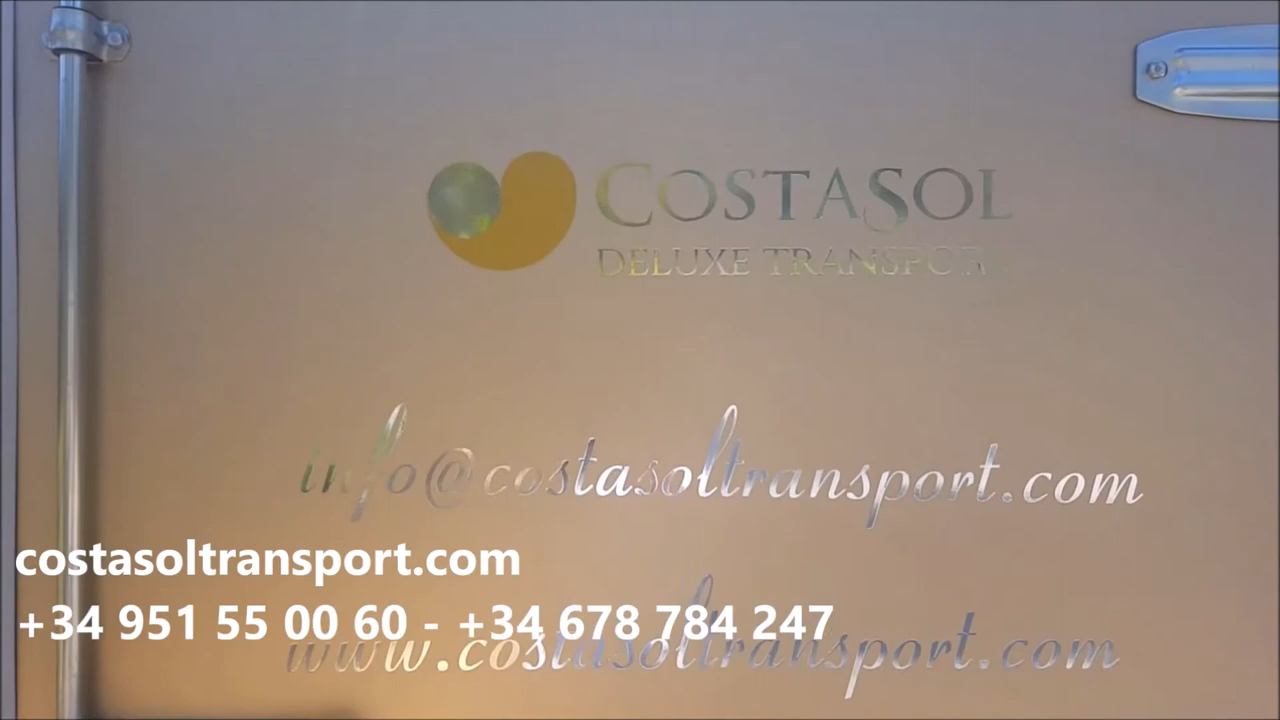 COSTASOL
DELUXE TRANSPORT
info@costasoltransport.com
costasoltransport.com
+34 951 55 00 60 - +34 678 784 247
www.costasoltransport.com